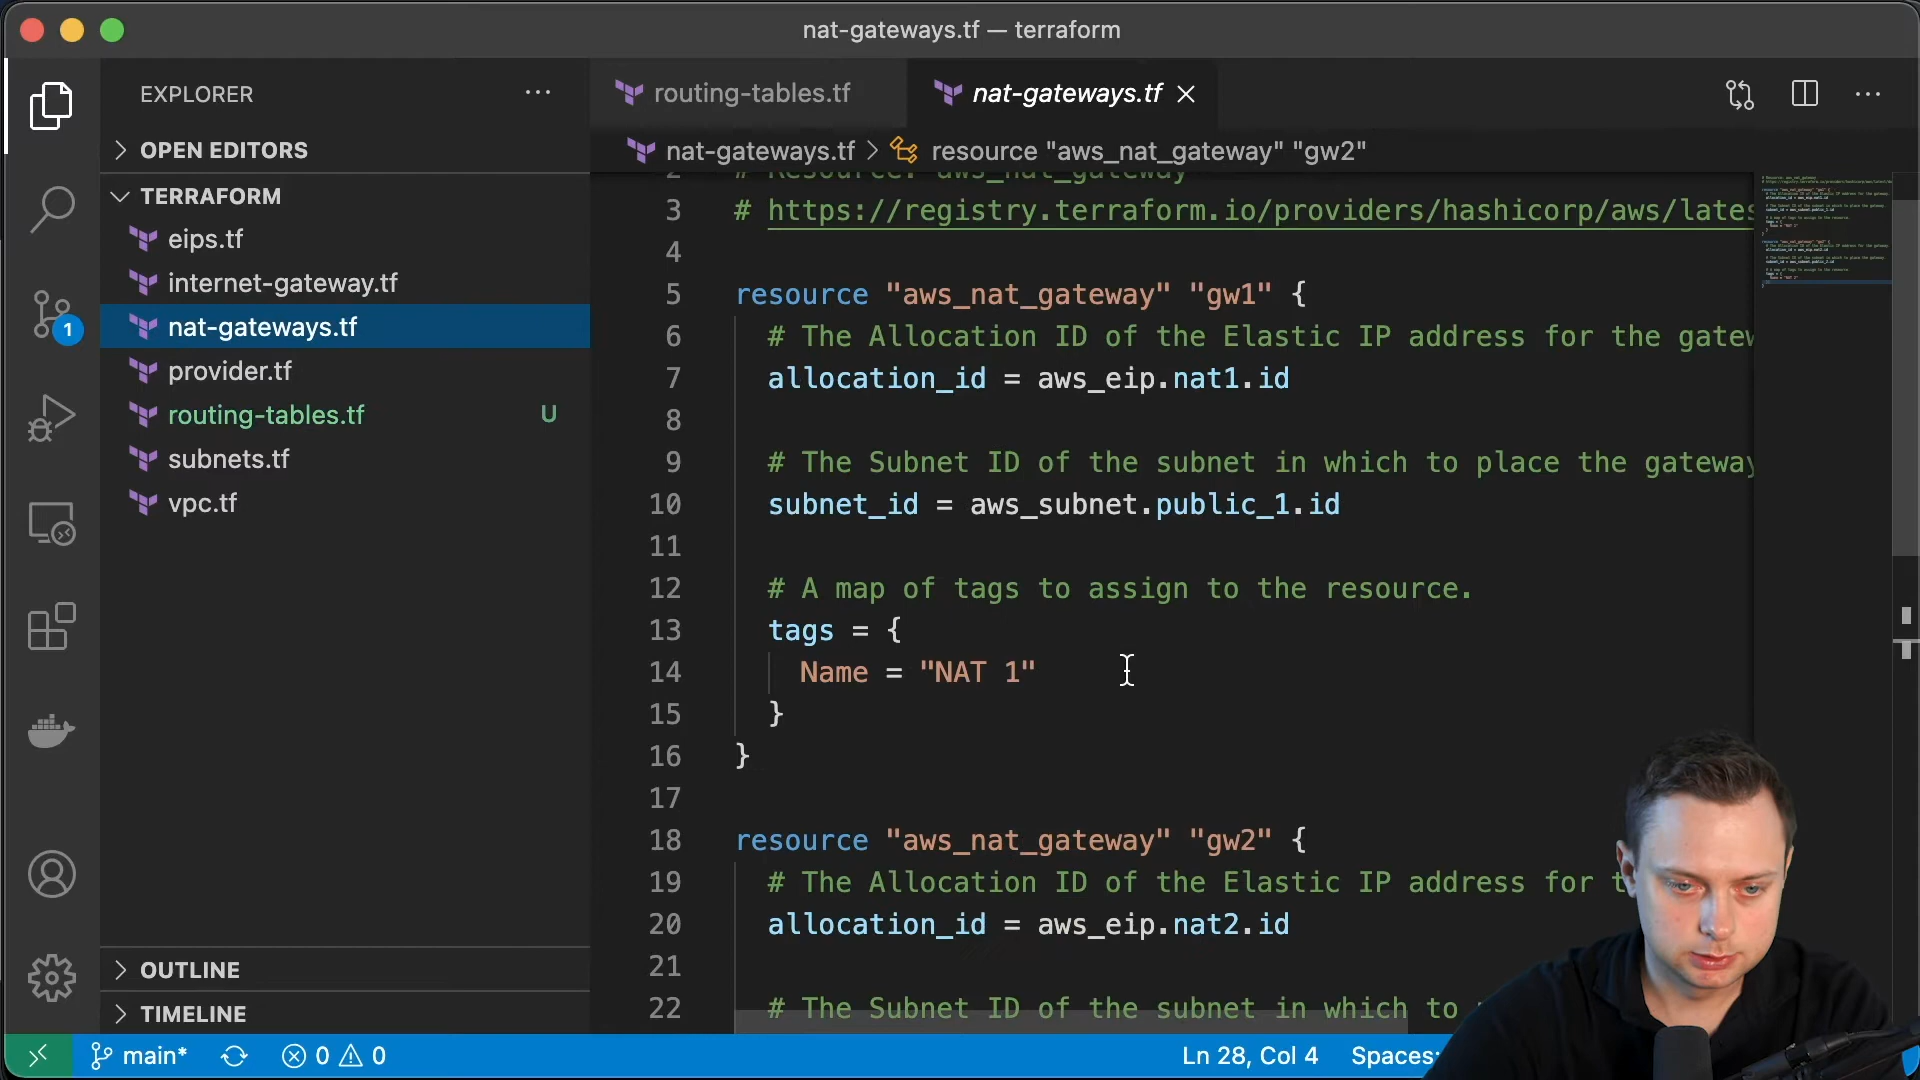 nat-gateways.tf — terraform
EXPLORER
routing-tables.tf
nat-gateways.tf
OPEN EDITORS
nat-gateways.tf > resource "aws_nat_gateway" "gw2"
TERRAFORM
eips.tf
internet-gateway.tf
nat-gateways.tf
provider.tf
routing-tables.tf U
subnets.tf
vpc.tf
OUTLINE
TIMELINE
2 # Resource: aws_nat_gateway
3 # https://registry.terraform.io/providers/hashicorp/aws/lates
4
5 resource "aws_nat_gateway" "gw1" {
6 # The Allocation ID of the Elastic IP address for the gatew
7 allocation_id = aws_eip.nat1.id
8
9 # The Subnet ID of the subnet in which to place the gateway
10 subnet_id = aws_subnet.public_1.id
11
12 # A map of tags to assign to the resource.
13 tags = {
14 Name = "NAT 1"
15 }
16 }
17
18 resource "aws_nat_gateway" "gw2" {
19 # The Allocation ID of the Elastic IP address for t
20 allocation_id = aws_eip.nat2.id
21
22 # The Subnet ID of the subnet in which to
1
main* 0 0
Ln 28, Col 4 Spaces: